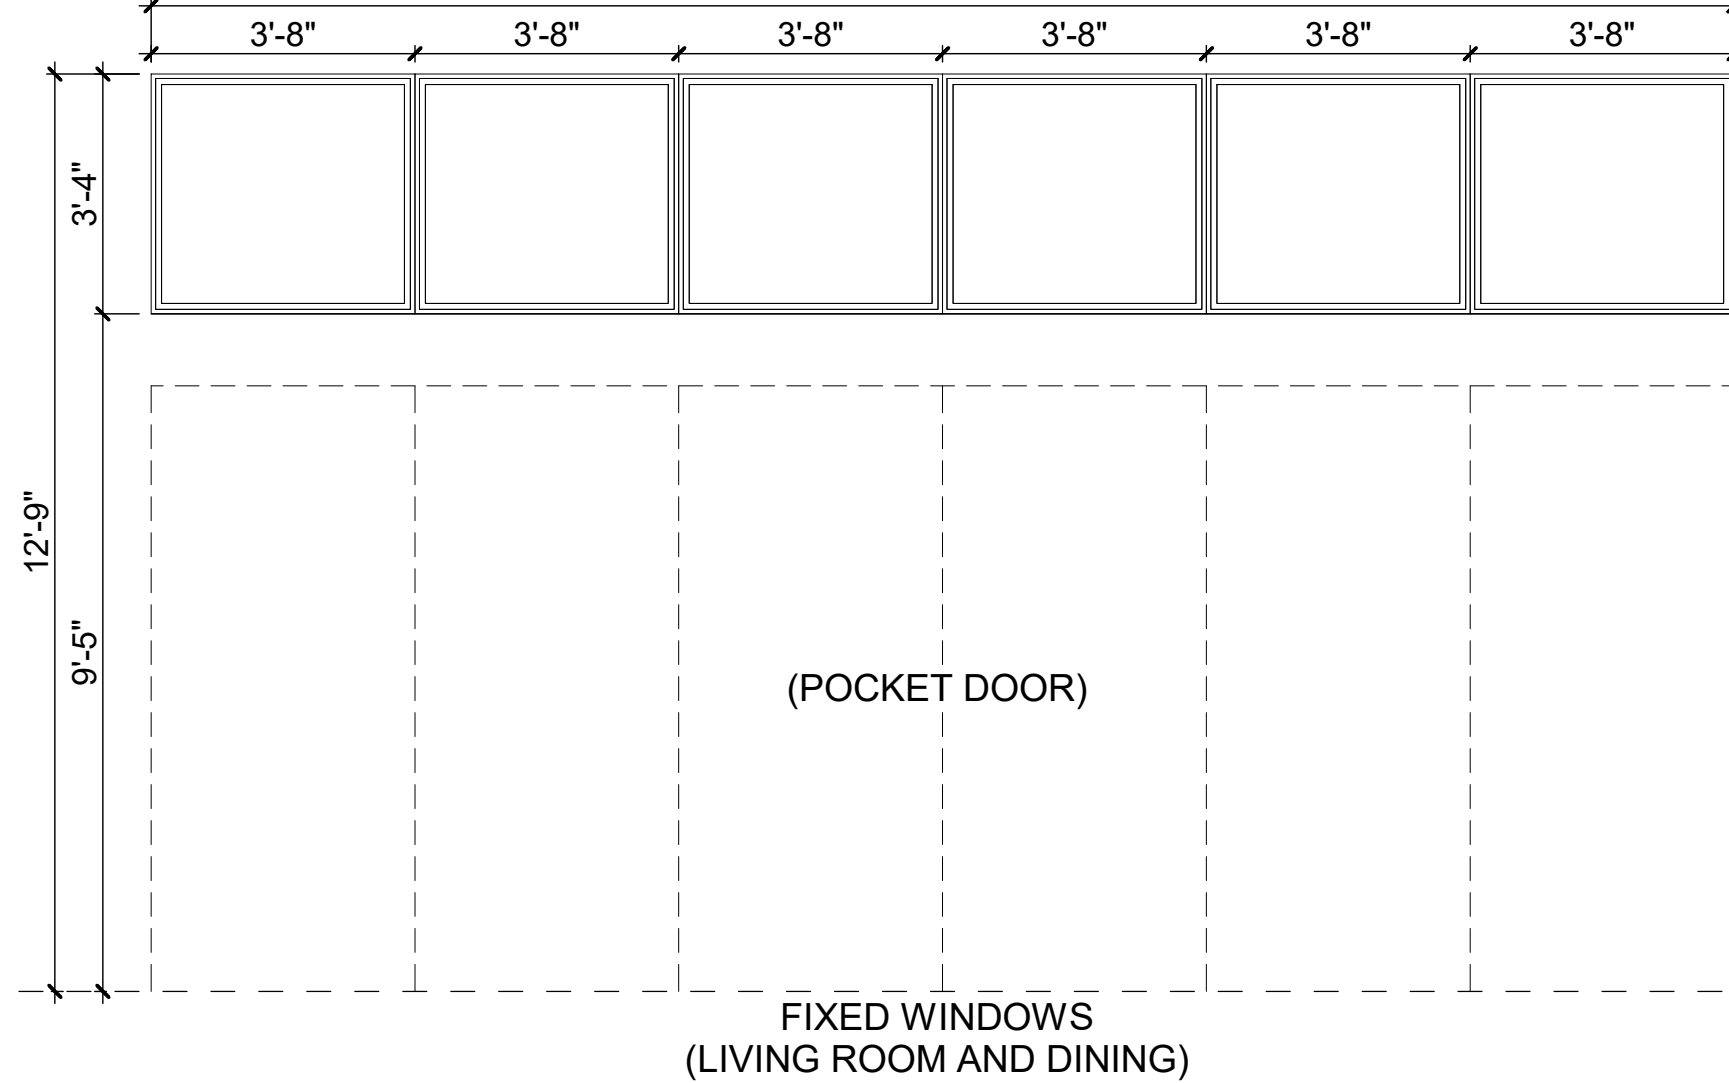 3'-8" 3'-8" 3'-8" 3'-8" 3'-8" 3'-8"
3'-4"
12'-9"
9'-5"
(POCKET DOOR)
FIXED WINDOWS
(LIVING ROOM AND DINING)